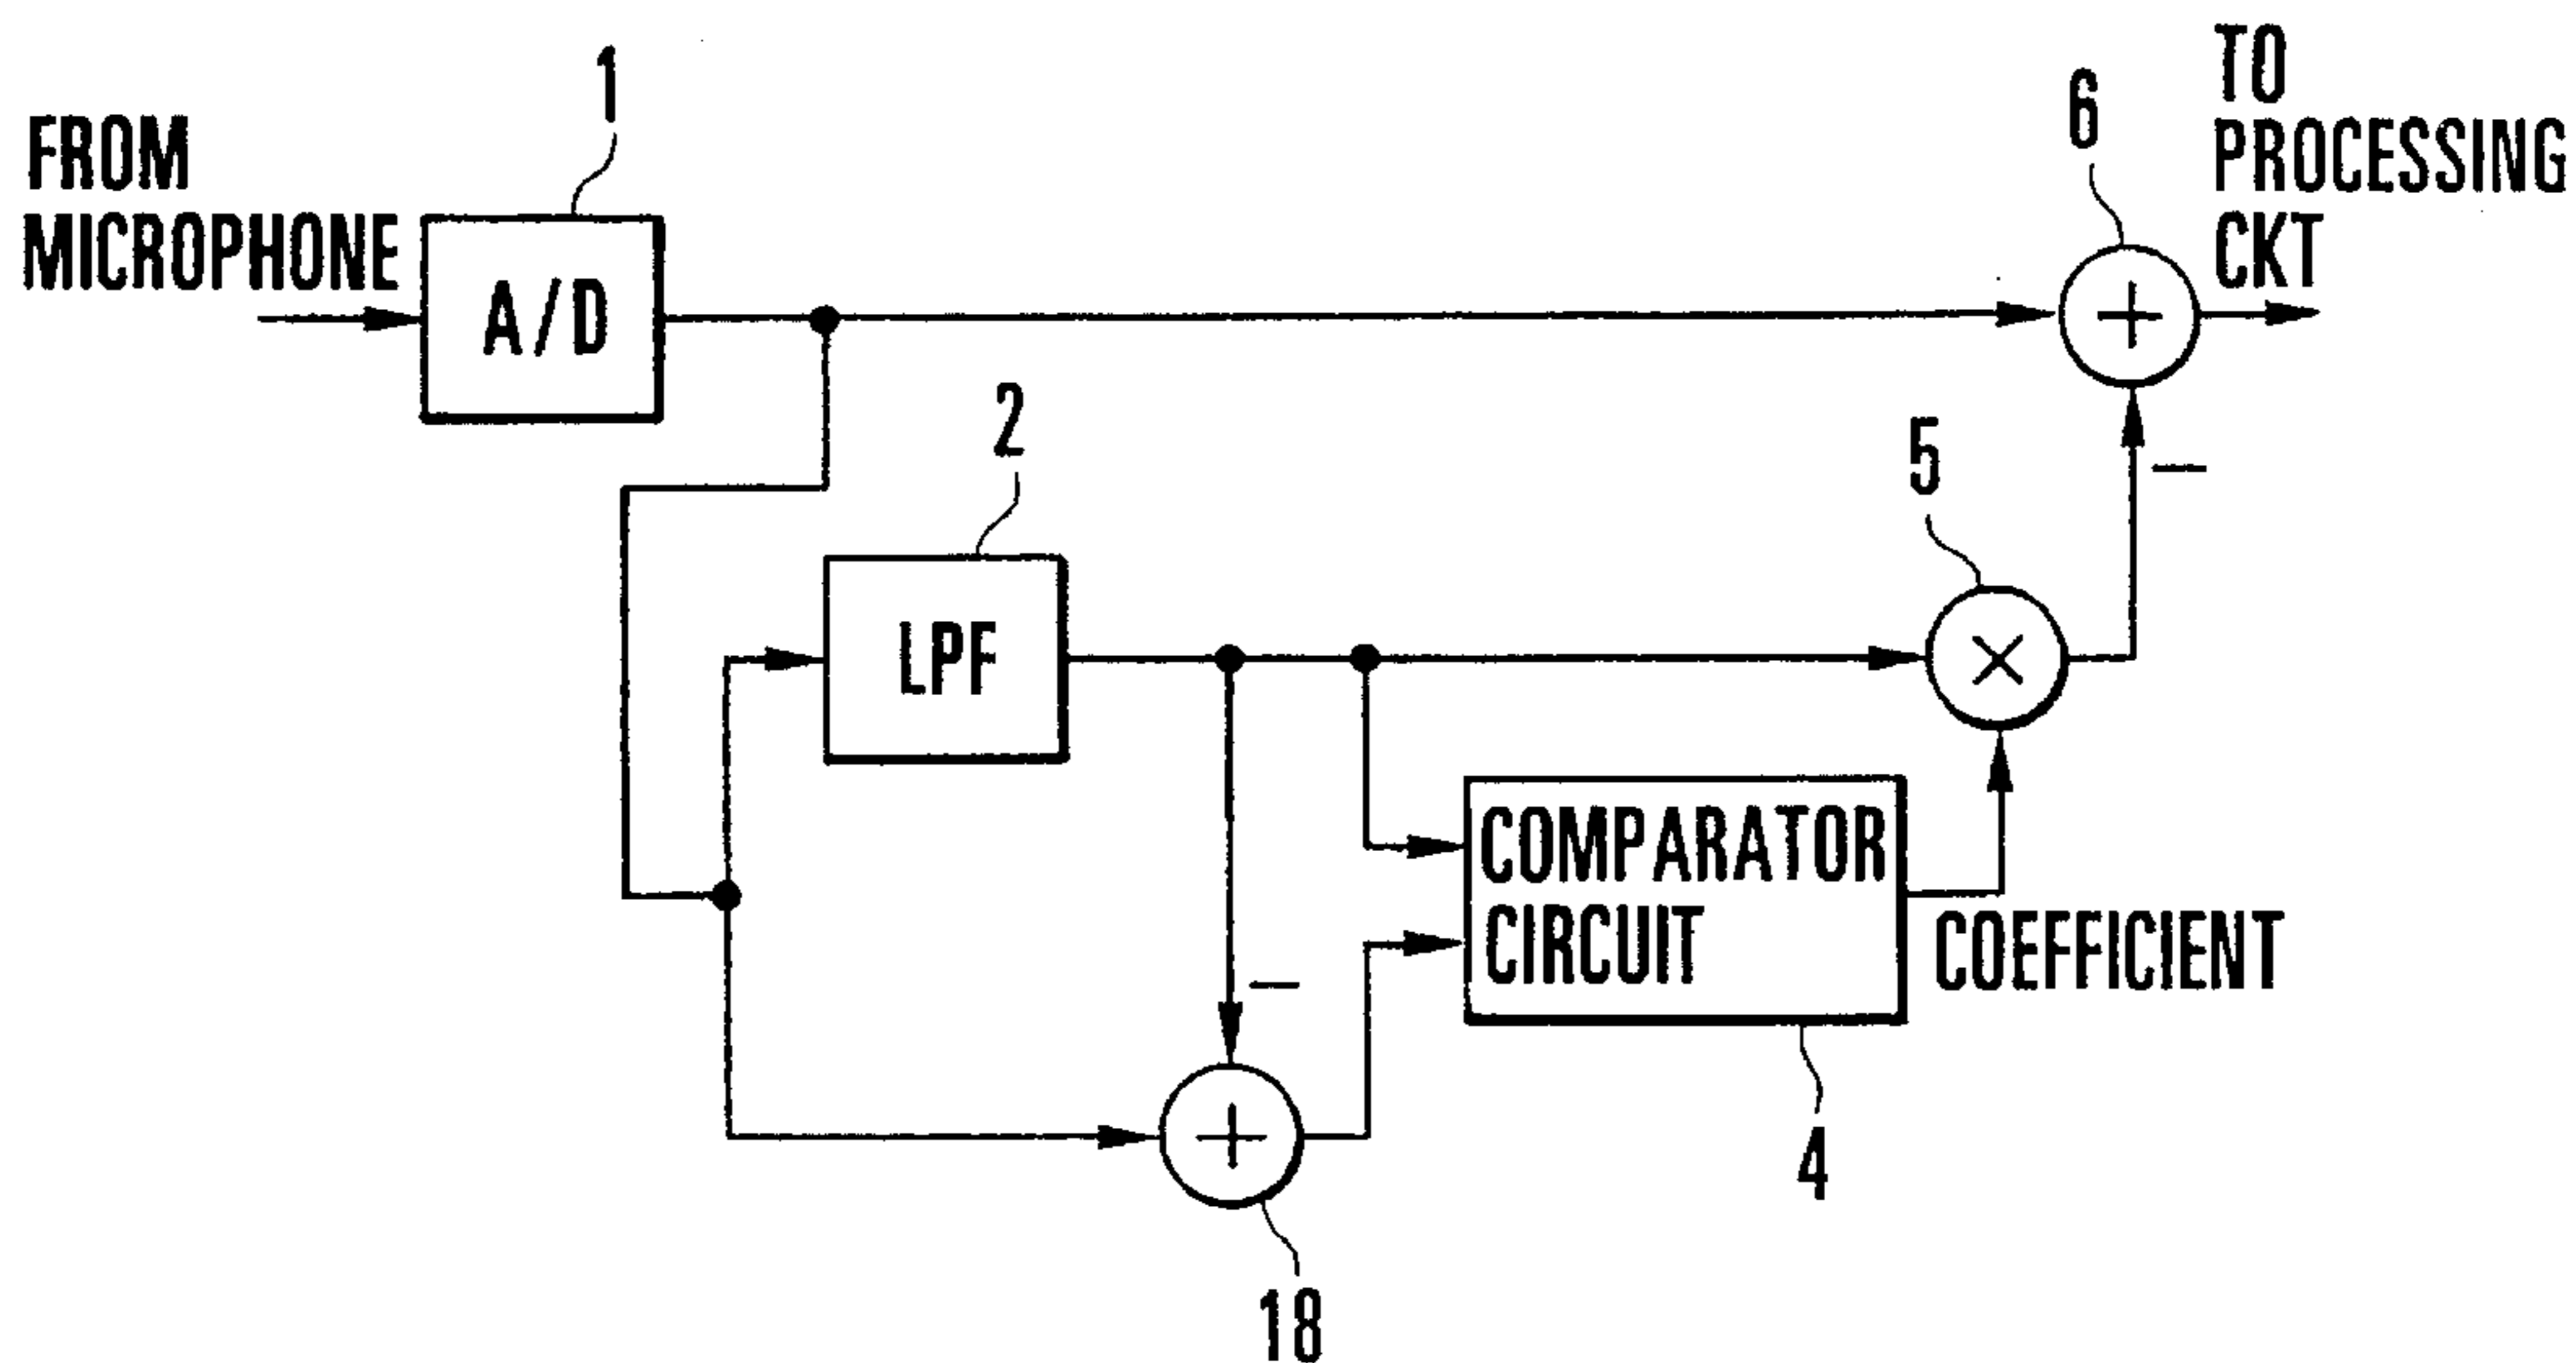 FROM
MICROPHONE
1
A/D
6
TO
PROCESSING
CKT
2
LPF
5
×
+
−
COMPARATOR
CIRCUIT
COEFFICIENT
−
+
4
18